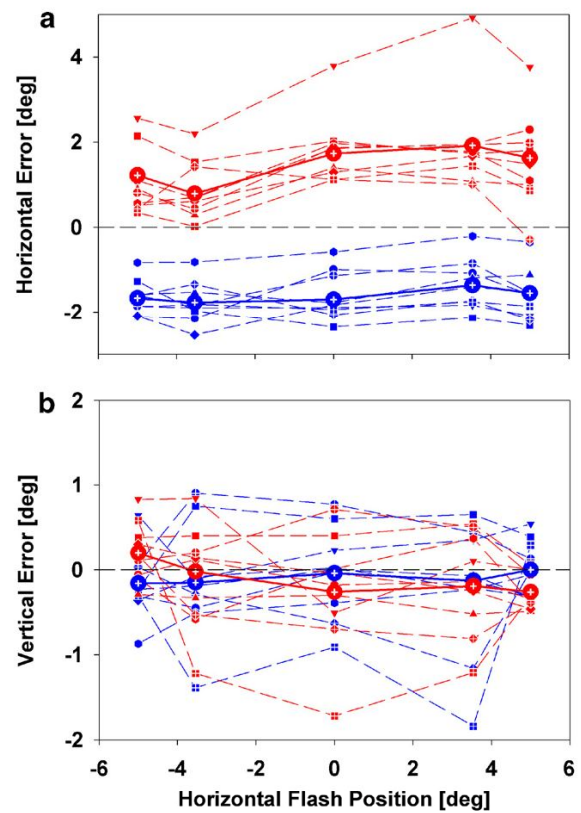 a
Horizontal Error [deg]
4
2
0
-2
b
Vertical Error [deg]
2
1
0
-1
-2
-6 -4 -2 0 2 4 6
Horizontal Flash Position [deg]